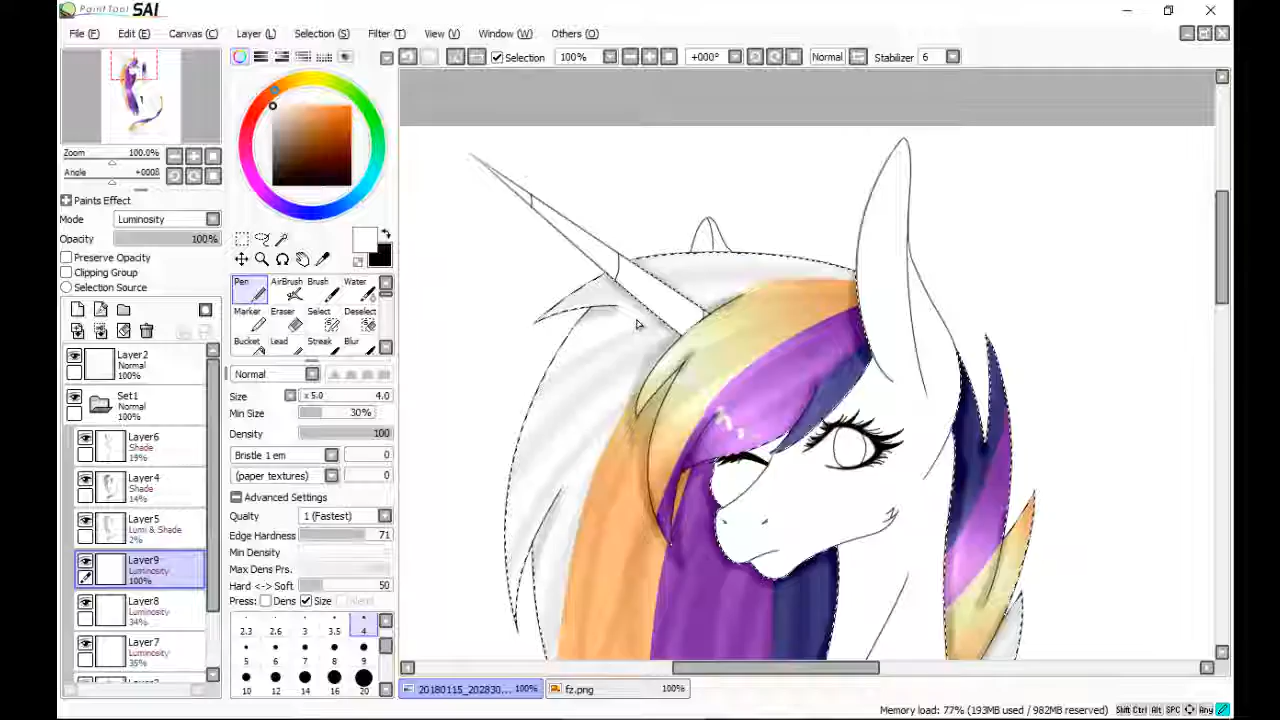 PaintTool SAI
File (F) Edit (E) Canvas (C) Layer (L) Selection (S) Filter (T) View (V) Window (W) Others (O)
Selection 100% +000° Normal Stabilizer 6
Zoom 100.0%
Angle +0008
Paints Effect
Mode Luminosity
Opacity 100%
Preserve Opacity
Clipping Group
Selection Source
Layer2
Normal
100%
Set1
Normal
100%
Layer6
Shade
19%
Layer4
Shade
14%
Layer5
Lumi & Shade
2%
Layer9
Luminosity
100%
Layer8
Luminosity
34%
Layer7
Luminosity
35%
Pen AirBrush Brush Water
Marker Eraser Select Deselect
Bucket Lead Streak Blur
Normal
Size x 5.0 4.0
Min Size 30%
Density 100
Bristle 1 em 0
(paper textures) 0
Advanced Settings
Quality 1 (Fastest)
Edge Hardness 71
Min Density
Max Dens Prs.
Hard <-> Soft 50
Press: Dens Size Blend
2.3 2.6 3 3.5 4
5 6 7 8 9
10 12 14 16 20
20180115_202830... 100% fz.png 100%
Memory load: 77% (193MB used / 982MB reserved) Shift Ctrl Alt SPC Any